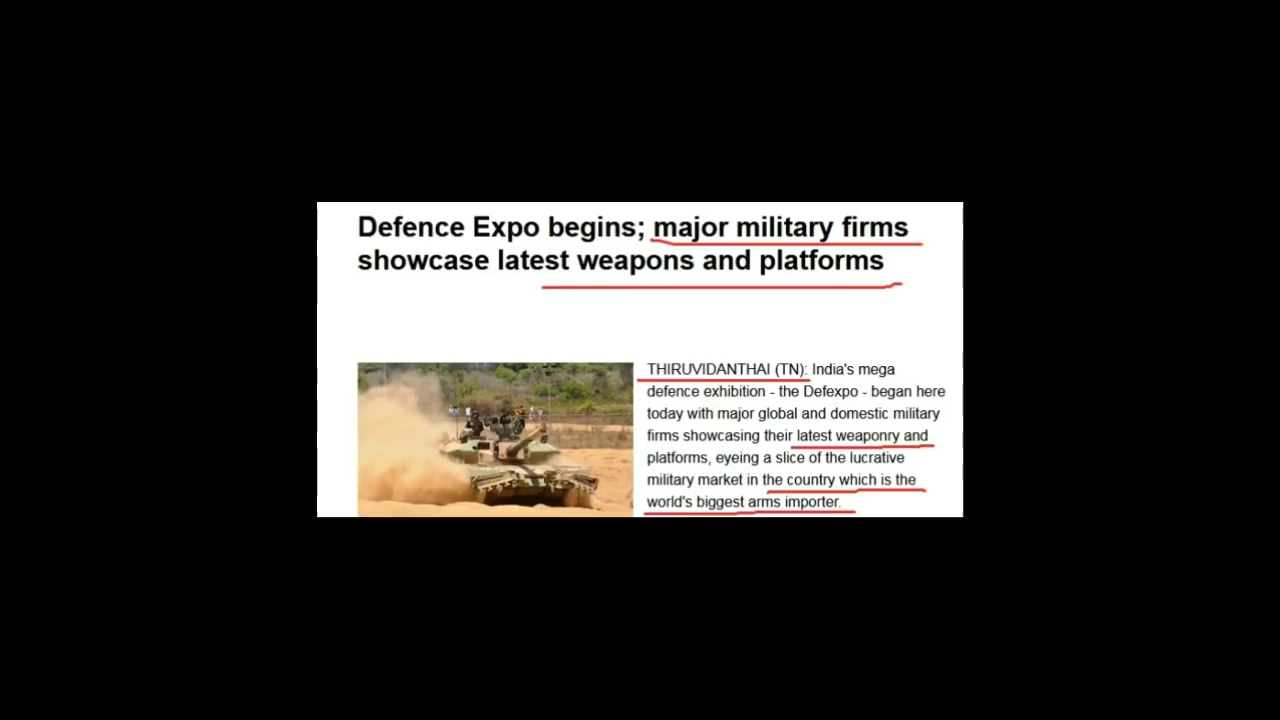 Defence Expo begins; major military firms
showcase latest weapons and platforms
THIRUVIDANTHAI (TN): India's mega
defence exhibition - the Defexpo - began here
today with major global and domestic military
firms showcasing their latest weaponry and
platforms, eyeing a slice of the lucrative
military market in the country which is the
world's biggest arms importer.